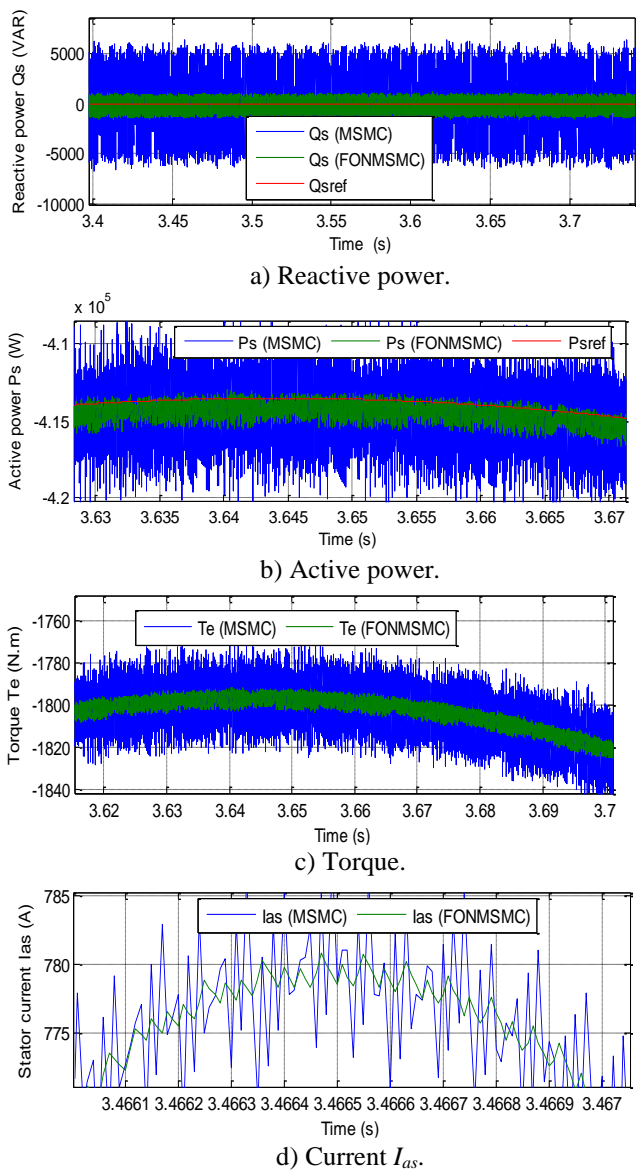 Reactive power Qs (VAR)
5000
0
-5000
-10000
Qs (MSMC)
Qs (FONMSMC)
Qsref
3.4 3.45 3.5 3.55 3.6 3.65 3.7
Time (s)
a) Reactive power.
x 10^5
Active power Ps (W)
-4.1
-4.15
-4.2
Ps (MSMC) Ps (FONMSMC) Psref
3.63 3.635 3.64 3.645 3.65 3.655 3.66 3.665 3.67
Time (s)
b) Active power.
Torque Te (N.m)
-1760
-1780
-1800
-1820
-1840
Te (MSMC) Te (FONMSMC)
3.62 3.63 3.64 3.65 3.66 3.67 3.68 3.69 3.7
Time (s)
c) Torque.
Stator current Ias (A)
785
780
775
Ias (MSMC) Ias (FONMSMC)
3.4661 3.4662 3.4663 3.4664 3.4665 3.4666 3.4667 3.4668 3.4669 3.467
Time (s)
d) Current Ias.